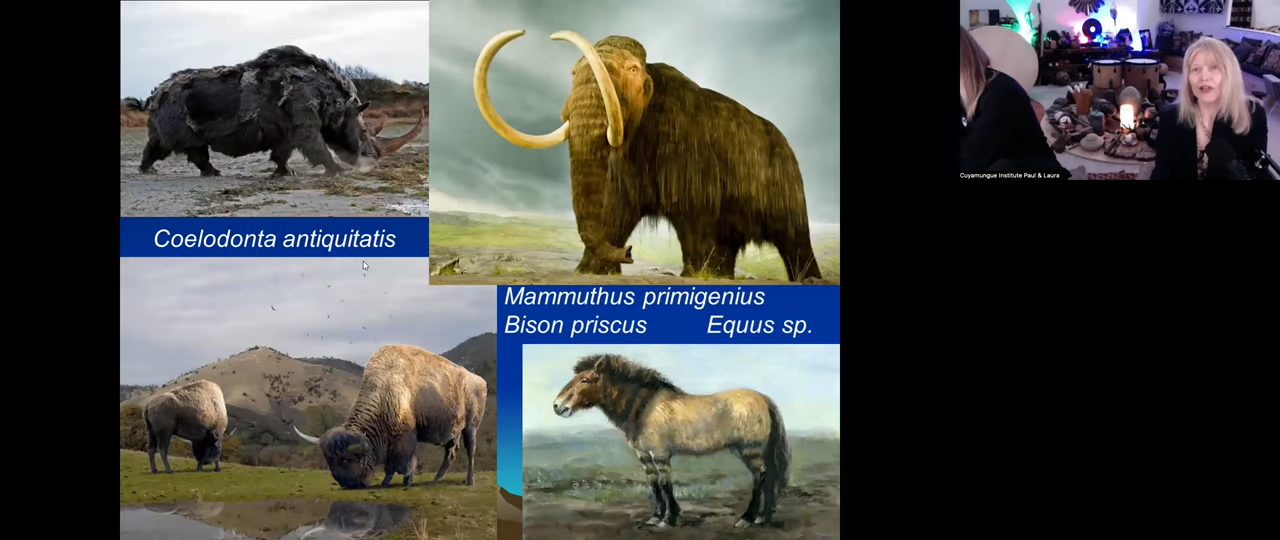 Coelodonta antiquitatis
Mammuthus primigenius
Bison priscus Equus sp.
Cuyamungue Institute Paul & Laura